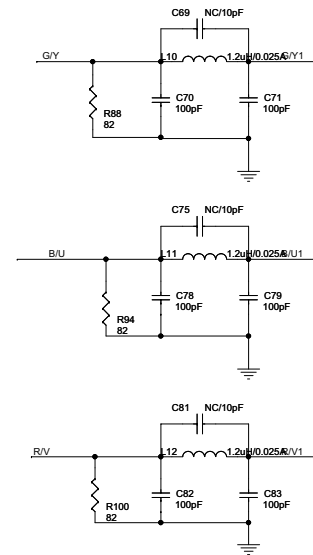 C69 NC/10pF
G/Y L10 1.2uH/0.025A G/Y1
C70 C71
R88 100pF 100pF
82
C75 NC/10pF
B/U L11 1.2uH/0.025A B/U1
C78 C79
R94 100pF 100pF
82
C81 NC/10pF
R/V L12 1.2uH/0.025A R/V1
C82 C83
R100 100pF 100pF
82